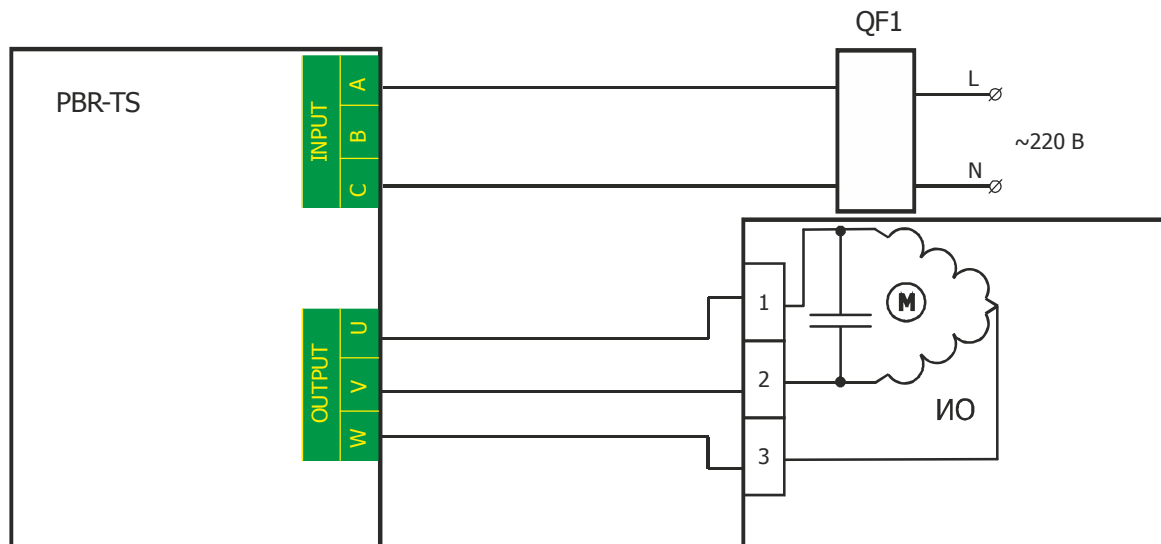 QF1
PBR-TS
INPUT
A
B
C
L
~220 В
N
OUTPUT
U
V
W
1
2
3
M
ИО